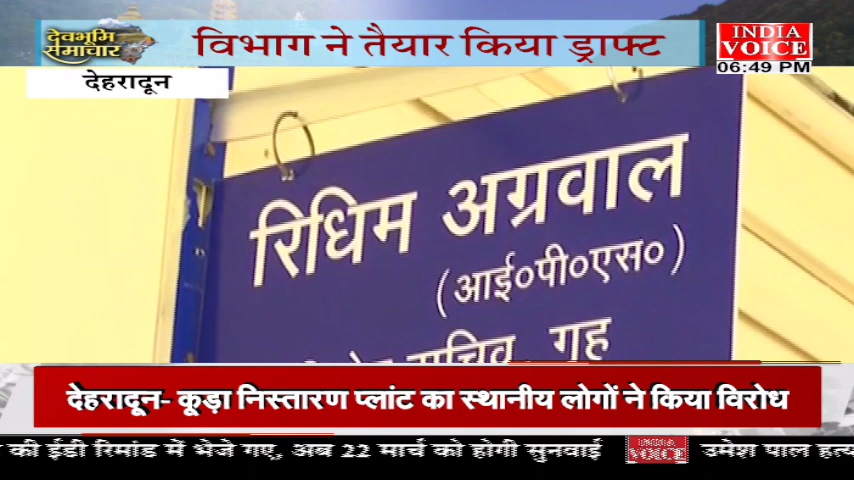 देवभूमि समाचार
विभाग ने तैयार किया ड्राफ्ट
INDIA VOICE
06:49 PM
देहरादून
रिधिम अग्रवाल
(आई०पी०एस०)
सचिव, गृह
देहरादून- कूड़ा निस्तारण प्लांट का स्थानीय लोगों ने किया विरोध
की ईडी रिमांड में भेजे गए, अब 22 मार्च को होगी सुनवाई INDIA VOICE उमेश पाल हत्य